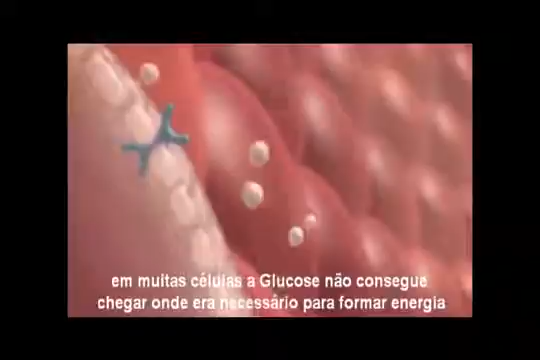 em muitas células a Glucose não consegue
chegar onde era necessário para formar energia